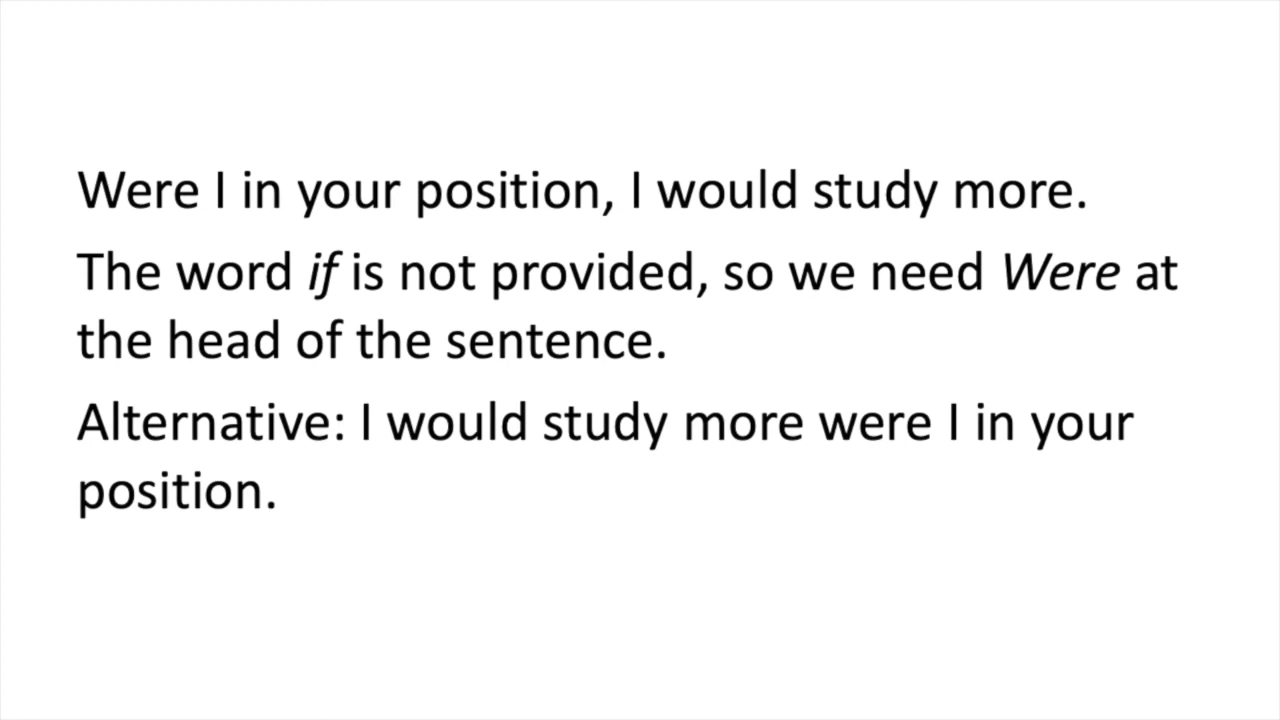 Were I in your position, I would study more.
The word if is not provided, so we need Were at
the head of the sentence.
Alternative: I would study more were I in your
position.